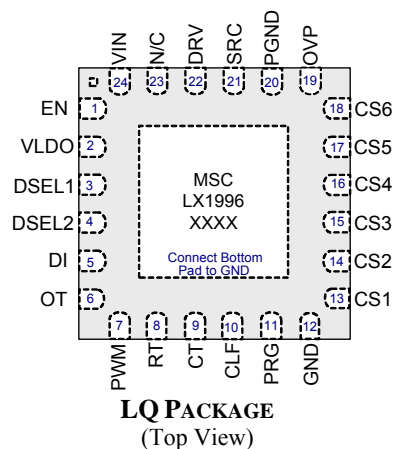 VIN N/C DRV SRC PGND OVP
24 23 22 21 20 19
EN 1 18 CS6
VLDO 2 17 CS5
DSEL1 3 16 CS4
DSEL2 4 15 CS3
DI 5 14 CS2
OT 6 13 CS1
MSC
LX1996
XXXX
Connect Bottom
Pad to GND
7 8 9 10 11 12
PWM RT CT CLF PRG GND
LQ PACKAGE
(Top View)